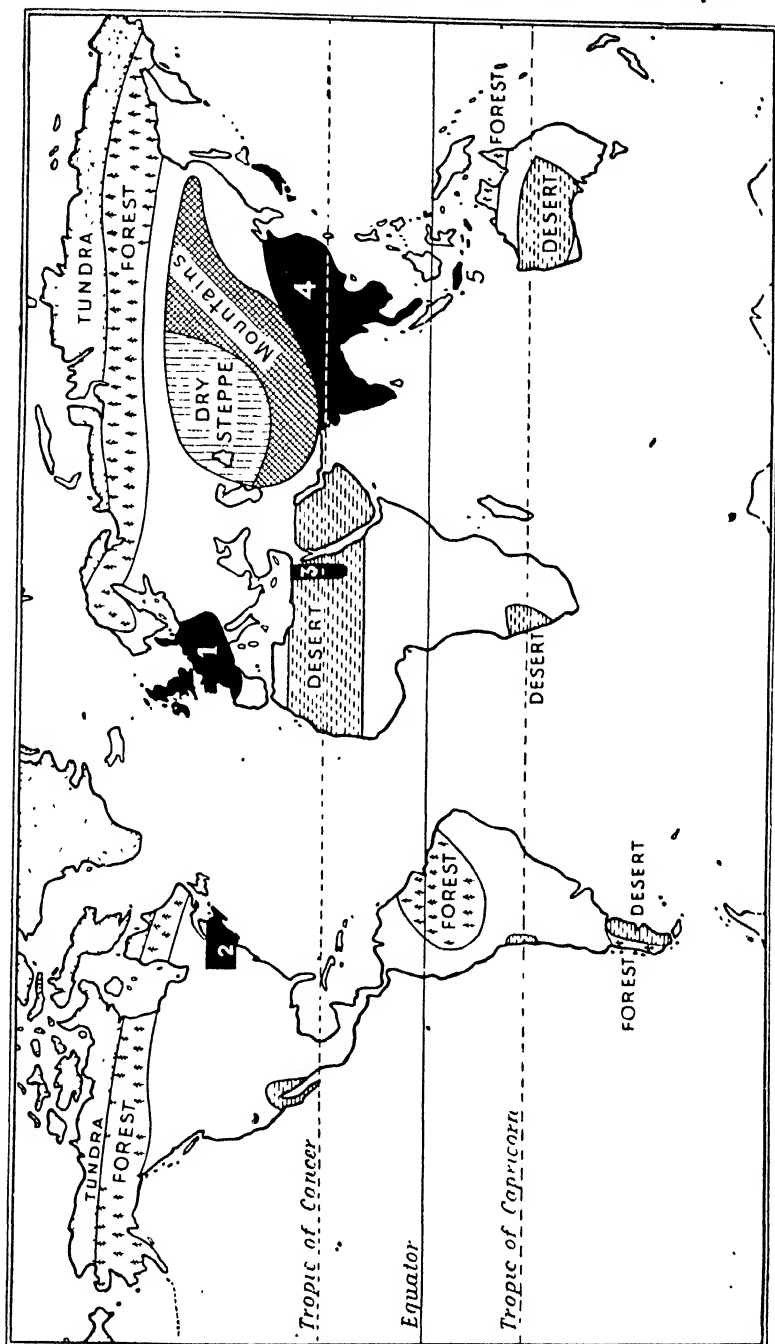 TUNDRA
FOREST
TUNDRA
FOREST
Mountains
DRY
STEPPE
1
2
3
4
5
DESERT
FOREST
FOREST
DESERT
DESERT
FOREST
DESERT
Tropic of Cancer
Equator
Tropic of Capricorn